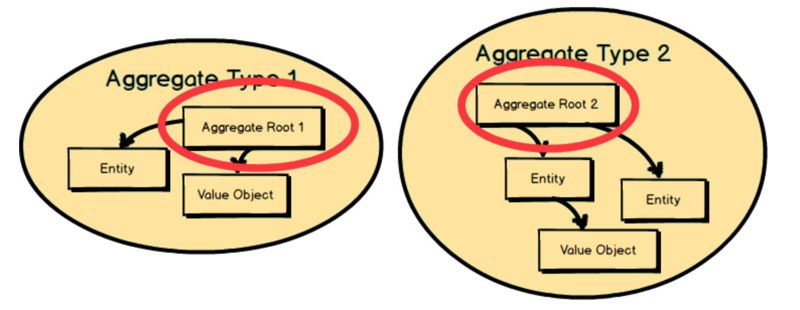 Aggregate Type 1
Aggregate Root 1
Entity
Value Object
Aggregate Type 2
Aggregate Root 2
Entity
Entity
Value Object